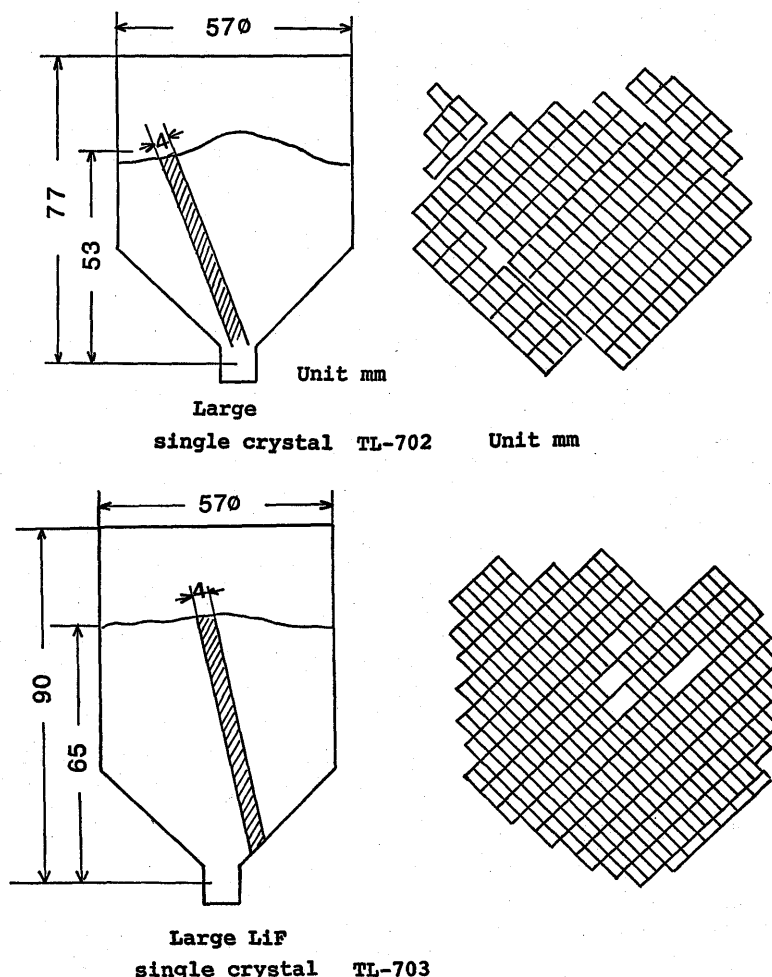 57ø
4
77
53
Unit mm
Large
single crystal TL-702 Unit mm
57ø
4
90
65
Large LiF
single crystal TL-703